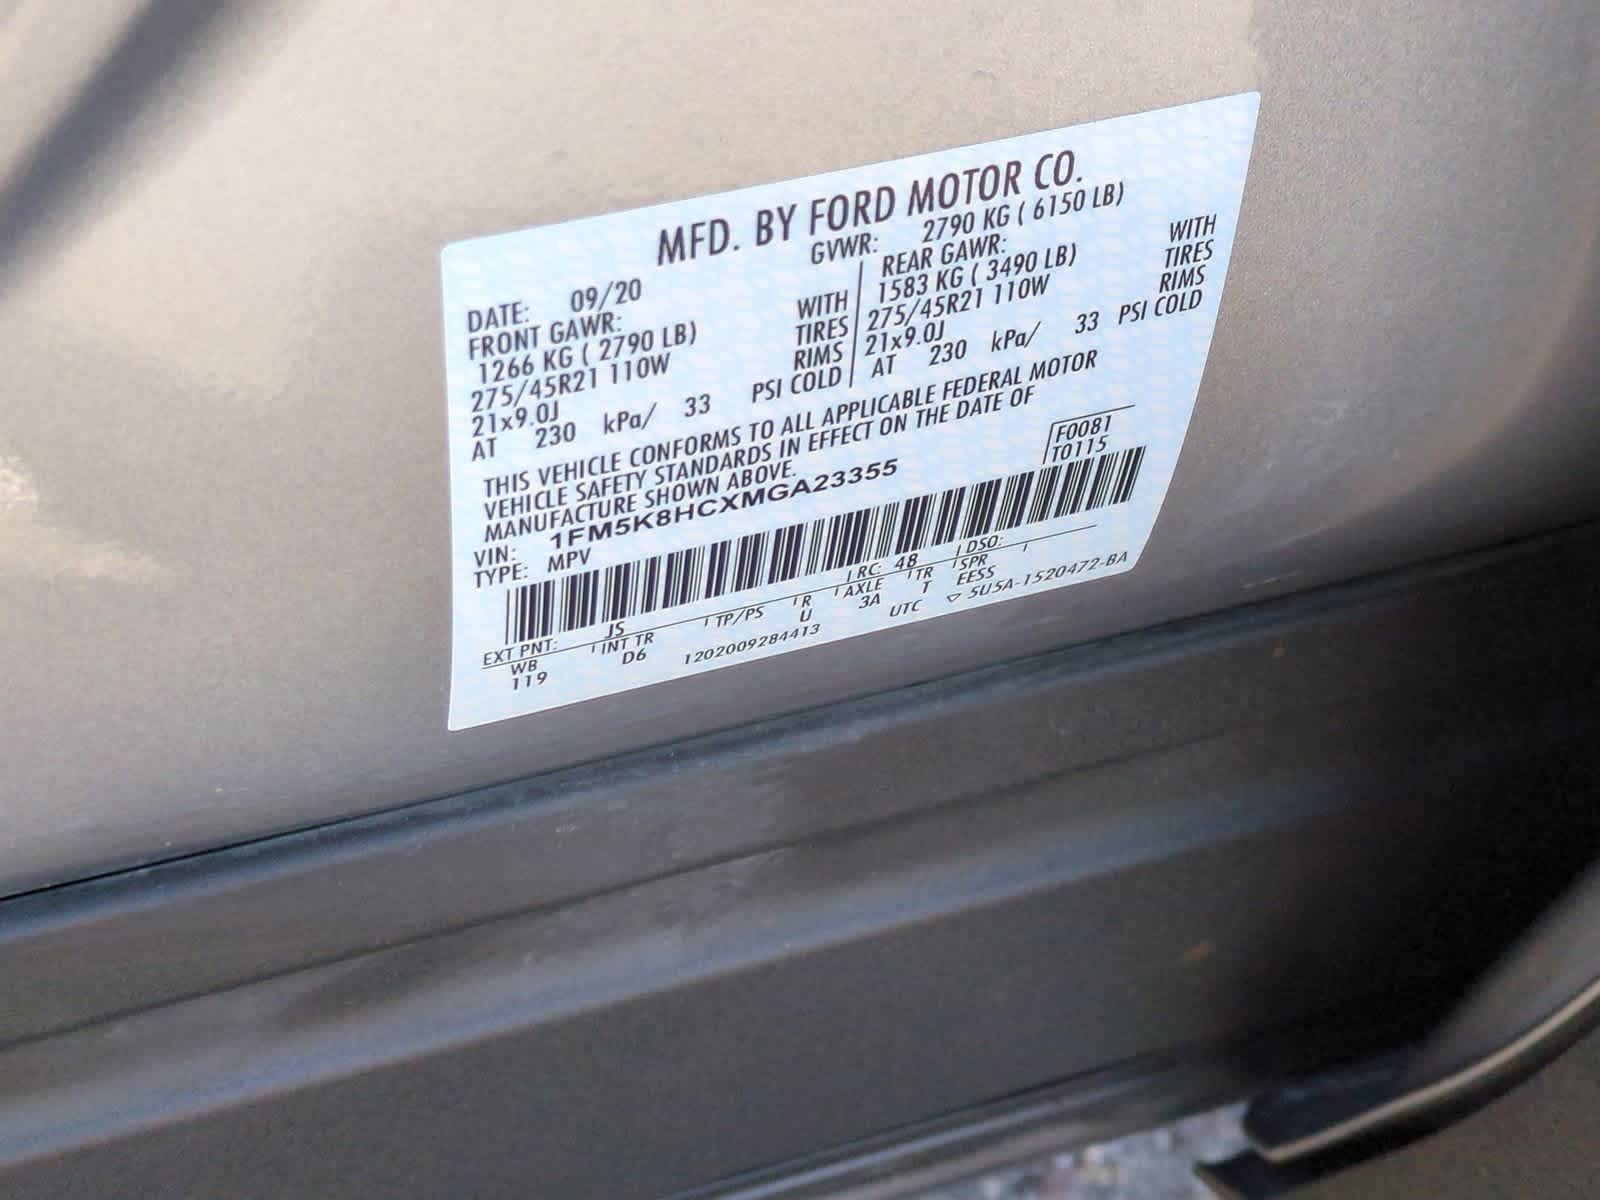 MFD. BY FORD MOTOR CO.
DATE: 09/20 GVWR: 2790 KG ( 6150 LB)
FRONT GAWR:
1266 KG ( 2790 LB) WITH
275/45R21 110W TIRES
21x9.0J RIMS
AT 230 kPa/ 33 PSI COLD
REAR GAWR:
1583 KG ( 3490 LB) WITH
275/45R21 110W TIRES
21x9.0J RIMS
AT 230 kPa/ 33 PSI COLD
THIS VEHICLE CONFORMS TO ALL APPLICABLE FEDERAL MOTOR
VEHICLE SAFETY STANDARDS IN EFFECT ON THE DATE OF
MANUFACTURE SHOWN ABOVE.
VIN: 1FM5K8HCXMGA23355
TYPE: MPV
F0081
T0115
EXT PNT: JS RC: 48 DSO:
WB INT TR TP/PS R AXLE TR SPR
119 D6 U 3A T EESS
1202009284413 UTC ▽ 5U5A-1520472-BA